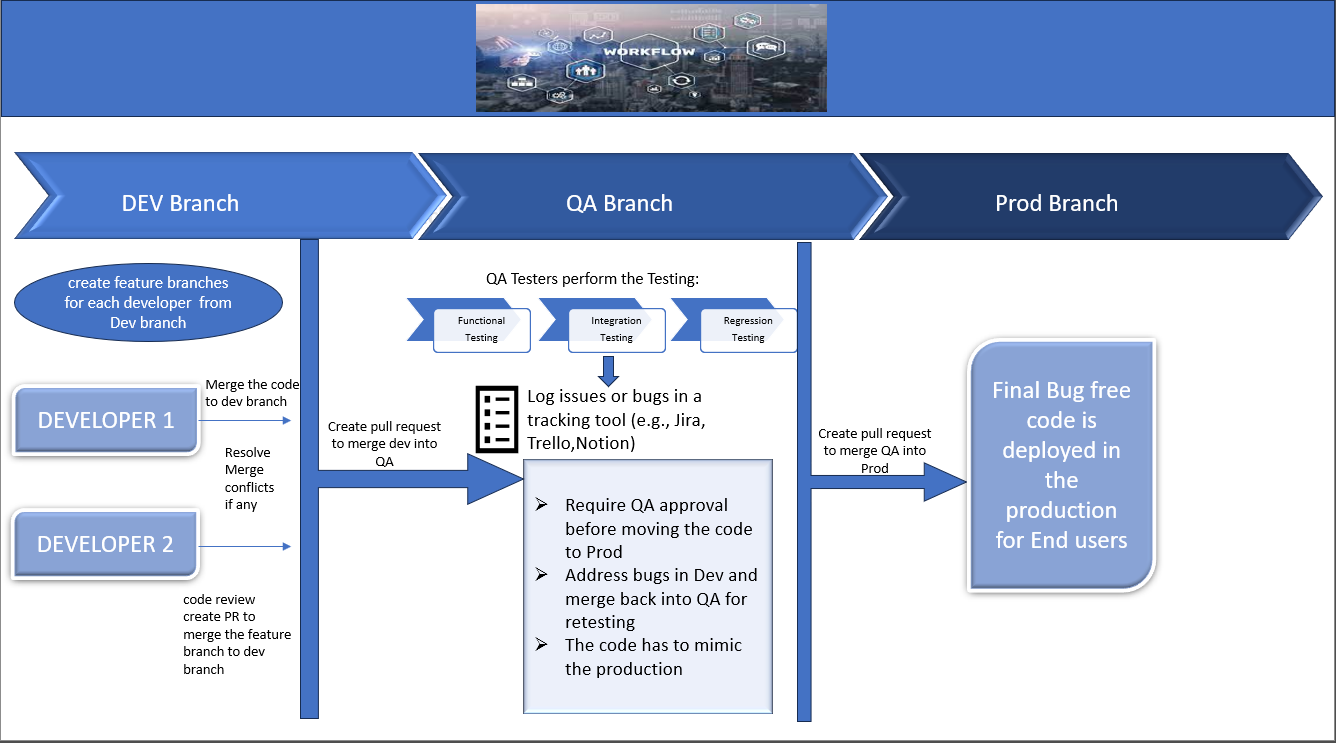 WORKFLOW
DEV Branch
QA Branch
Prod Branch
create feature branches
for each developer from
Dev branch
Merge the code
to dev branch
DEVELOPER 1
Resolve
Merge
conflicts
if any
DEVELOPER 2
code review
create PR to
merge the feature
branch to dev
branch
Create pull request
to merge dev into
QA
QA Testers perform the Testing:
Functional
Testing
Integration
Testing
Regression
Testing
Log issues or bugs in a
tracking tool (e.g., Jira,
Trello,Notion)
Require QA approval
before moving the code
to Prod
Address bugs in Dev and
merge back into QA for
retesting
The code has to mimic
the production
Create pull request
to merge QA into
Prod
Final Bug free
code is
deployed in
the
production
for End users